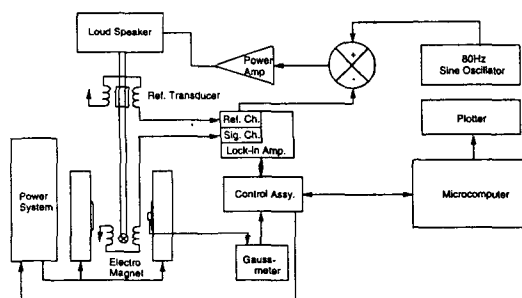 Loud Speaker
Power
Amp
+
-
80Hz
Sine Oscillator
Ref. Transducer
Ref. Ch.
Sig. Ch.
Lock-In Amp.
Plotter
Power
System
Control Assy.
Microcomputer
Electro
Magnet
Gauss-
meter